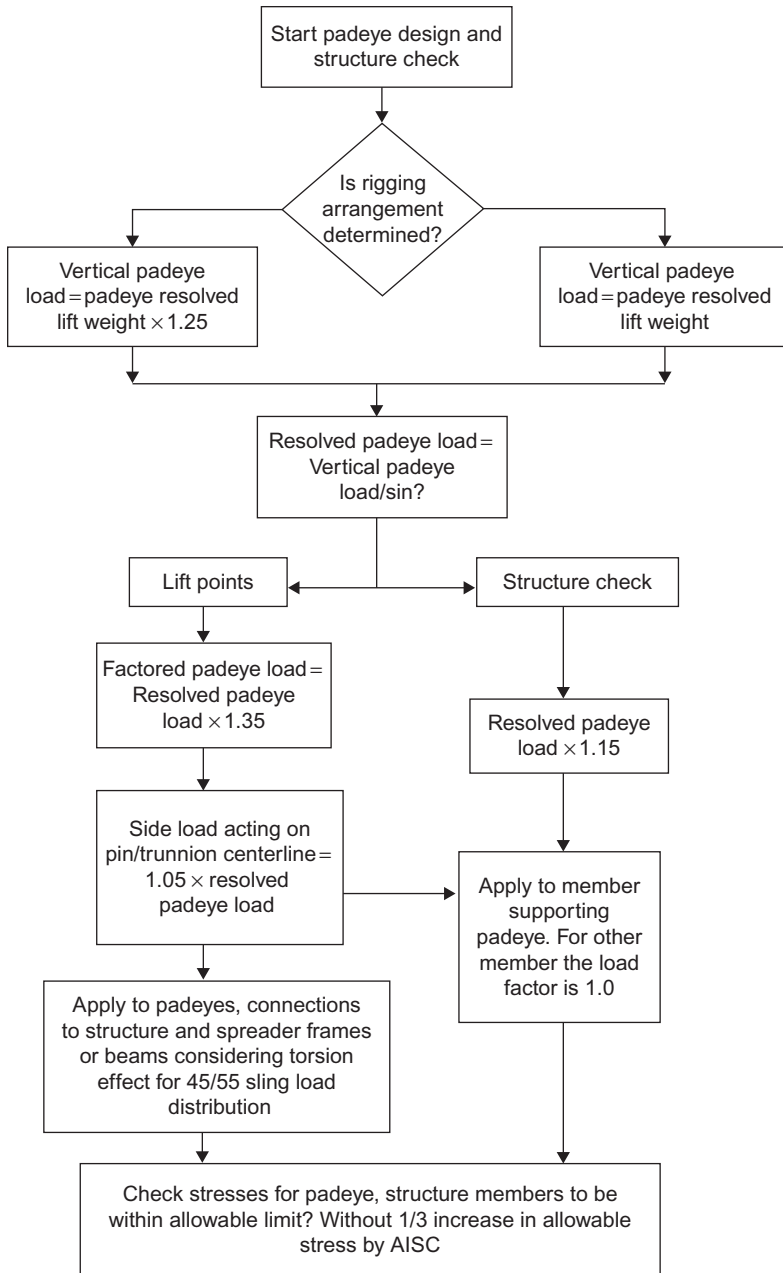 Start padeye design and
structure check
Is rigging
arrangement
determined?
Vertical padeye
load=padeye resolved
lift weight × 1.25
Vertical padeye
load=padeye resolved
lift weight
Resolved padeye load=
Vertical padeye
load/sin?
Lift points
Structure check
Factored padeye load=
Resolved padeye
load × 1.35
Resolved padeye
load × 1.15
Side load acting on
pin/trunnion centerline=
1.05 × resolved
padeye load
Apply to member
supporting
padeye. For other
member the load
factor is 1.0
Apply to padeyes, connections
to structure and spreader frames
or beams considering torsion
effect for 45/55 sling load
distribution
Check stresses for padeye, structure members to be
within allowable limit? Without 1/3 increase in allowable
stress by AISC